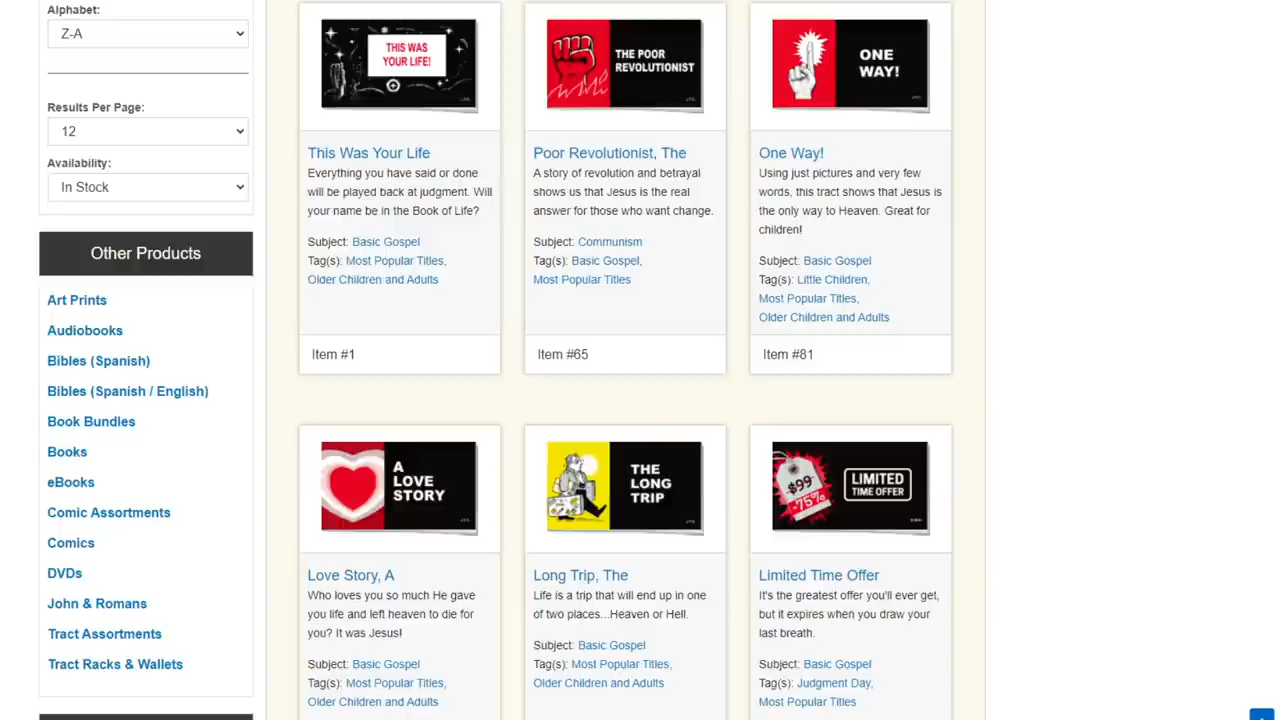 Alphabet:
Z-A
Results Per Page:
12
Availability:
In Stock
Other Products
Art Prints
Audiobooks
Bibles (Spanish)
Bibles (Spanish / English)
Book Bundles
Books
eBooks
Comic Assortments
Comics
DVDs
John & Romans
Tract Assortments
Tract Racks & Wallets
THIS WAS
YOUR LIFE!
This Was Your Life
Everything you have said or done
will be played back at judgment. Will
your name be in the Book of Life?
Subject: Basic Gospel
Tag(s): Most Popular Titles,
Older Children and Adults
Item #1
THE POOR
REVOLUTIONIST
Poor Revolutionist, The
A story of revolution and betrayal
shows us that Jesus is the real
answer for those who want change.
Subject: Communism
Tag(s): Basic Gospel,
Most Popular Titles
Item #65
ONE
WAY!
One Way!
Using just pictures and very few
words, this tract shows that Jesus is
the only way to Heaven. Great for
children!
Subject: Basic Gospel
Tag(s): Little Children,
Most Popular Titles,
Older Children and Adults
Item #81
A
LOVE
STORY
Love Story, A
Who loves you so much He gave
you life and left heaven to die for
you? It was Jesus!
Subject: Basic Gospel
Tag(s): Most Popular Titles,
Older Children and Adults
THE
LONG
TRIP
Long Trip, The
Life is a trip that will end up in one
of two places...Heaven or Hell.
Subject: Basic Gospel
Tag(s): Most Popular Titles,
Older Children and Adults
$99
-75%
LIMITED
TIME OFFER
Limited Time Offer
It's the greatest offer you'll ever get,
but it expires when you draw your
last breath.
Subject: Basic Gospel
Tag(s): Judgment Day,
Most Popular Titles